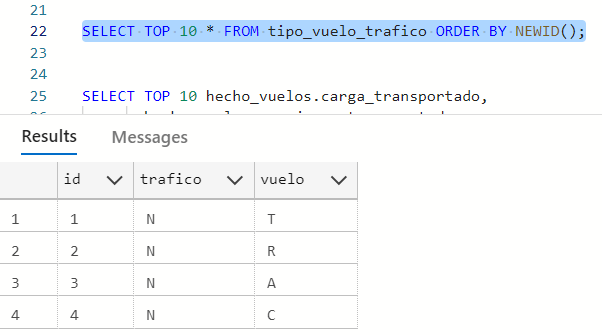 21
22 SELECT TOP 10 * FROM tipo_vuelo_trafico ORDER BY NEWID();
23
24
25 SELECT TOP 10 hecho_vuelos.carga_transportado,
Results Messages
id trafico vuelo
1 1 N T
2 2 N R
3 3 N A
4 4 N C